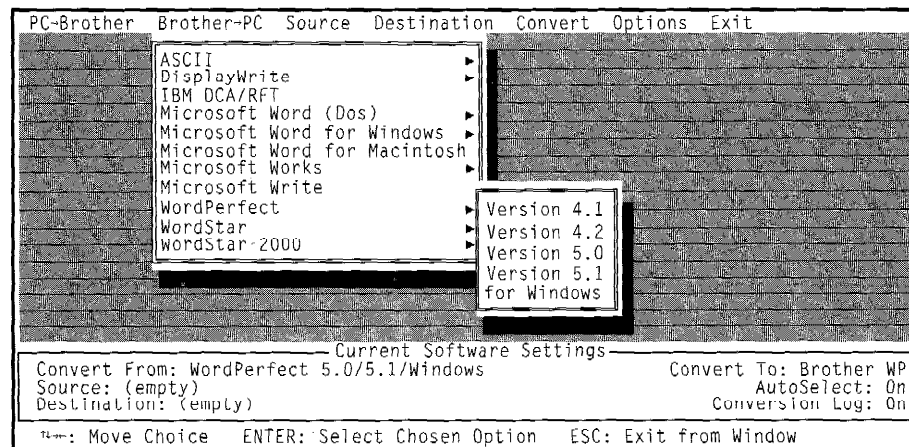 PC→Brother Brother→PC Source Destination Convert Options Exit
ASCII ►
DisplayWrite ►
IBM DCA/RFT
Microsoft Word (Dos) ►
Microsoft Word for Windows ►
Microsoft Word for Macintosh
Microsoft Works ►
Microsoft Write
WordPerfect ►
WordStar ►
WordStar 2000 ►
Version 4.1
Version 4.2
Version 5.0
Version 5.1
for Windows
Current Software Settings
Convert From: WordPerfect 5.0/5.1/Windows Convert To: Brother WP
Source: (empty) AutoSelect: On
Destination: (empty) Conversion Log: On
↑↓←→: Move Choice ENTER: Select Chosen Option ESC: Exit from Window